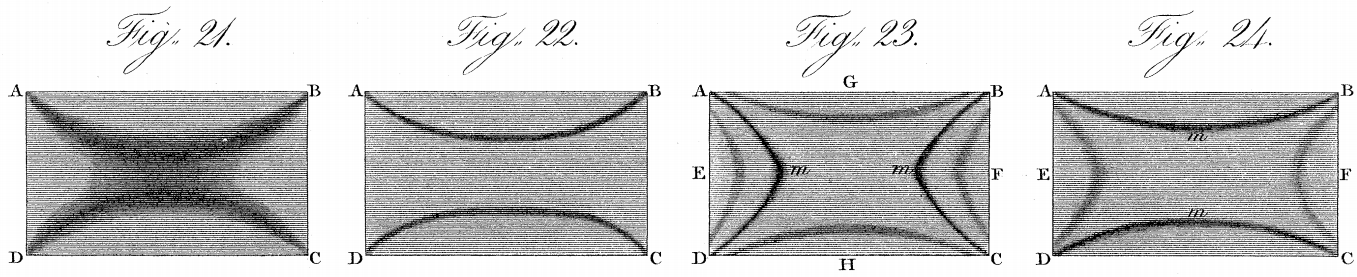 Fig. 21.
Fig. 22.
Fig. 23.
Fig. 24.
A B
D C
A B
D C
A G B
E m m F
D H C
A B
m
E F
m
D C